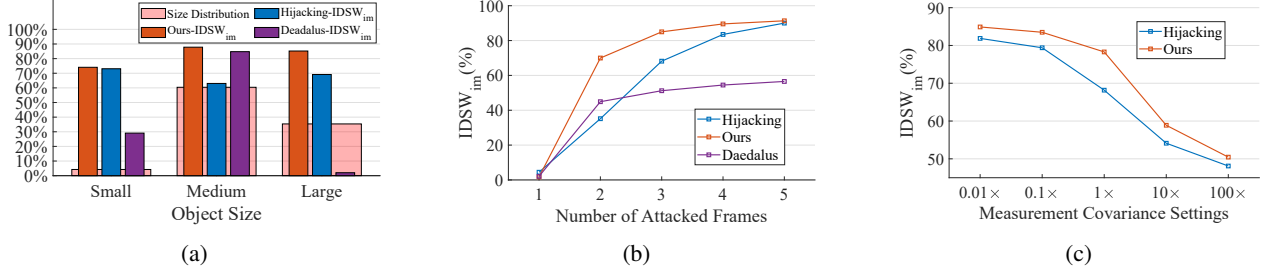 Size Distribution
Hijacking-IDSW_im
Ours-IDSW_im
Deadalus-IDSW_im
100%
90%
80%
70%
60%
50%
40%
30%
20%
10%
0%
Small
Medium
Large
Object Size
(a)
IDSW_im(%)
100
80
60
40
20
0
Hijacking
Ours
Daedalus
1
2
3
4
5
Number of Attacked Frames
(b)
IDSW_im(%)
90
80
70
60
50
Hijacking
Ours
0.01×
0.1×
1×
10×
100×
Measurement Covariance Settings
(c)